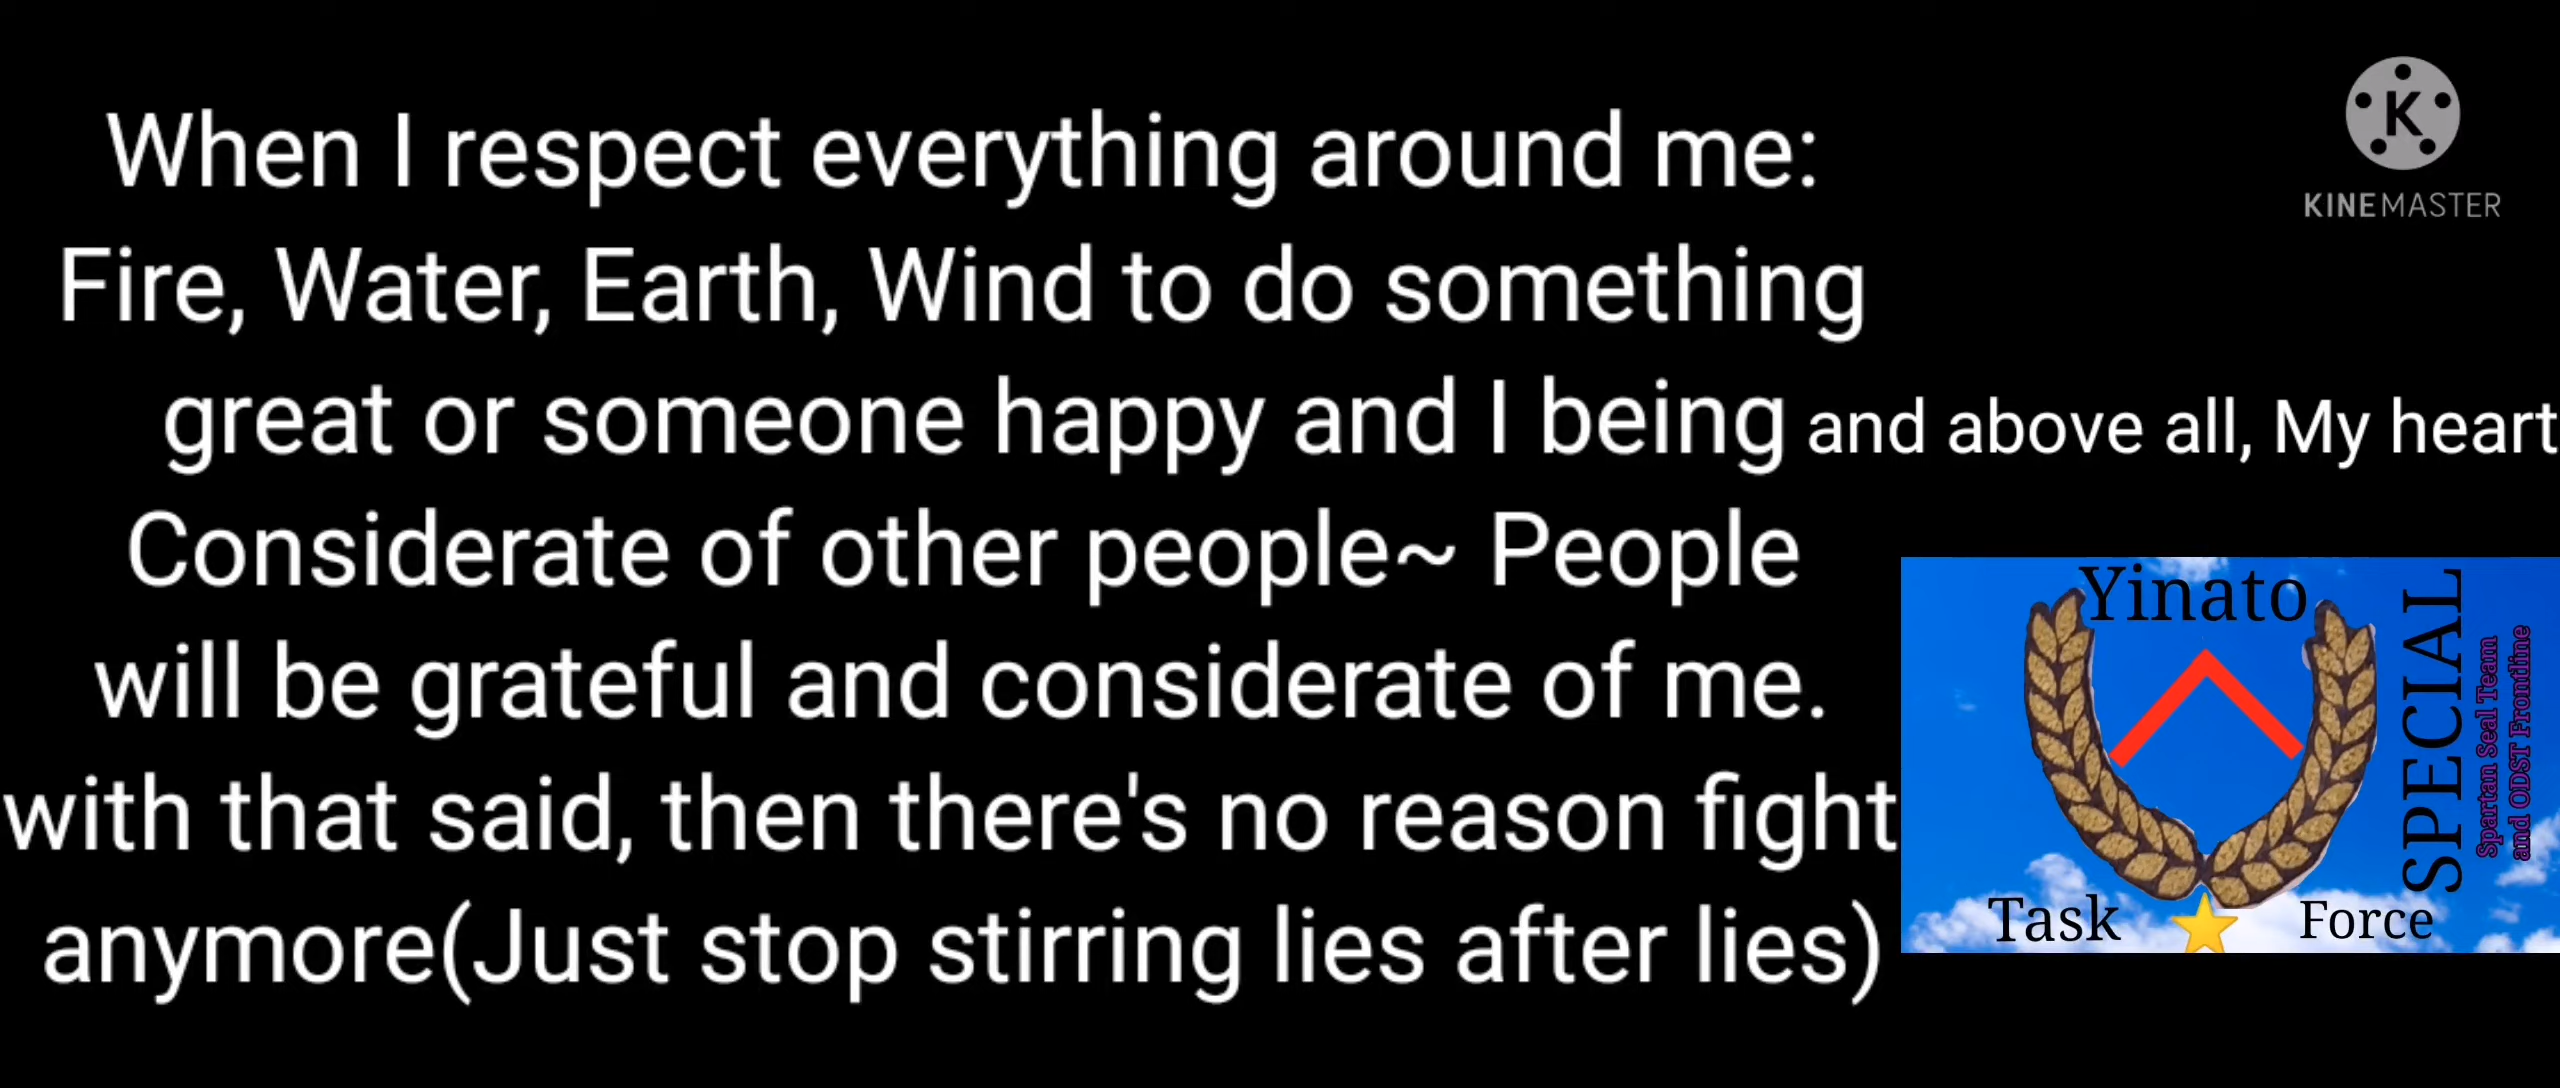 When I respect everything around me:
Fire, Water, Earth, Wind to do something
great or someone happy and I being
and above all, My heart
Considerate of other people~ People
will be grateful and considerate of me.
with that said, then there's no reason fight
anymore(Just stop stirring lies after lies)
K
KINEMASTER
Yinato
SPECIAL
Spartan Seal Team
and ODST Frontline
Task Force